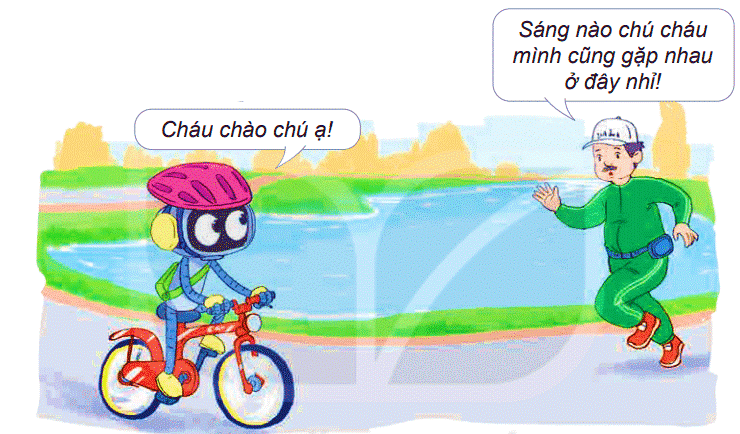 Sáng nào chú cháu
mình cũng gặp nhau
ở đây nhỉ!
Cháu chào chú ạ!